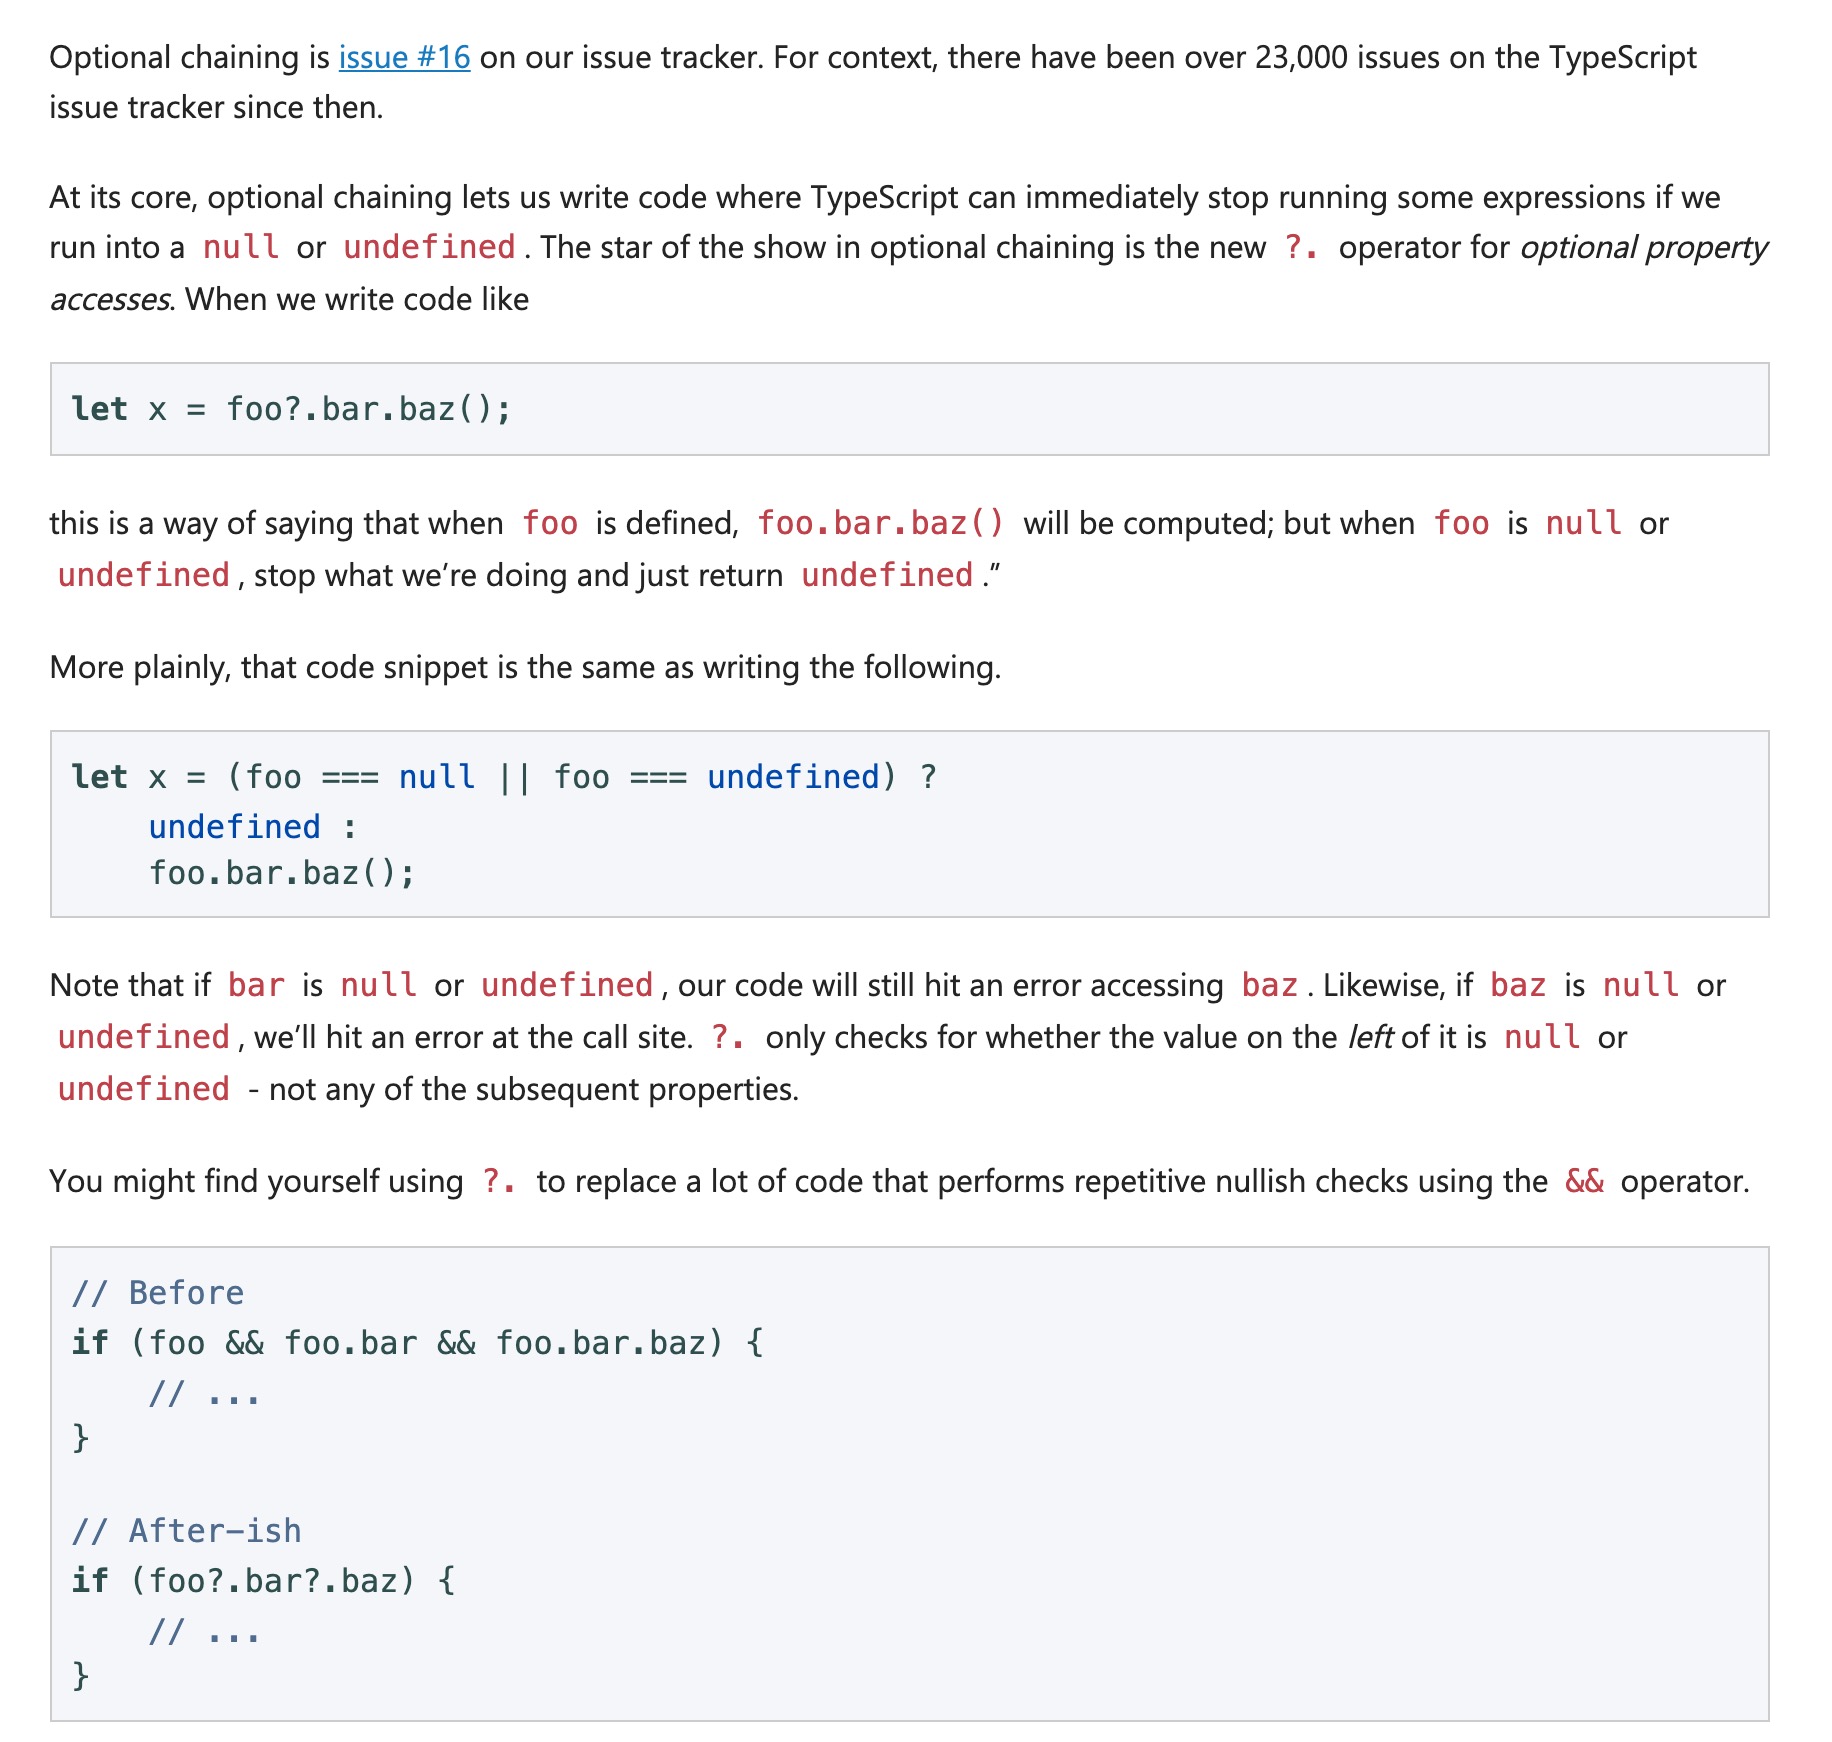 Optional chaining is issue #16 on our issue tracker. For context, there have been over 23,000 issues on the TypeScript
issue tracker since then.
At its core, optional chaining lets us write code where TypeScript can immediately stop running some expressions if we
run into a null or undefined. The star of the show in optional chaining is the new ?. operator for optional property
accesses. When we write code like
let x = foo?.bar.baz();
this is a way of saying that when foo is defined, foo.bar.baz() will be computed; but when foo is null or
undefined, stop what we’re doing and just return undefined.”
More plainly, that code snippet is the same as writing the following.
let x = (foo === null || foo === undefined) ?
    undefined :
    foo.bar.baz();
Note that if bar is null or undefined, our code will still hit an error accessing baz. Likewise, if baz is null or
undefined, we’ll hit an error at the call site. ?. only checks for whether the value on the left of it is null or
undefined - not any of the subsequent properties.
You might find yourself using ?. to replace a lot of code that performs repetitive nullish checks using the && operator.
// Before
if (foo && foo.bar && foo.bar.baz) {
    // ...
}
// After-ish
if (foo?.bar?.baz) {
    // ...
}